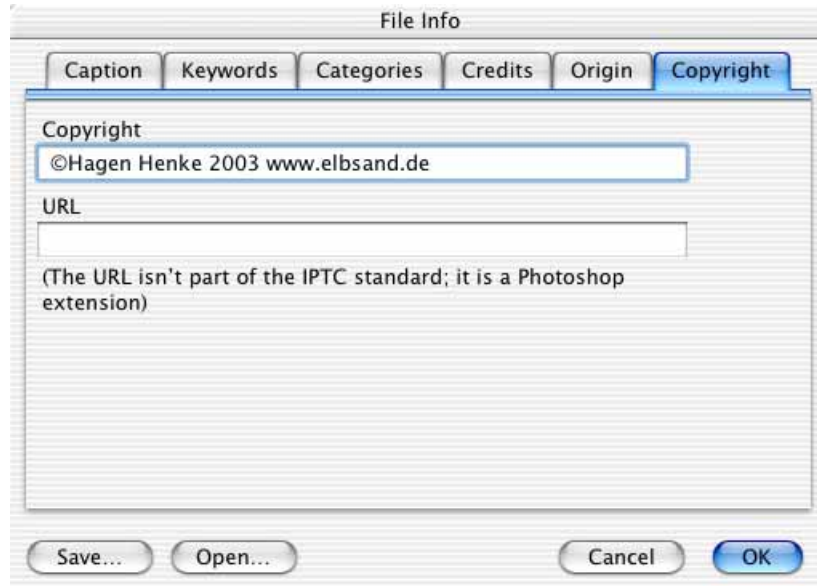 File Info
Caption Keywords Categories Credits Origin Copyright
Copyright
©Hagen Henke 2003 www.elbsand.de
URL
(The URL isn't part of the IPTC standard; it is a Photoshop
extension)
Save... Open... Cancel OK